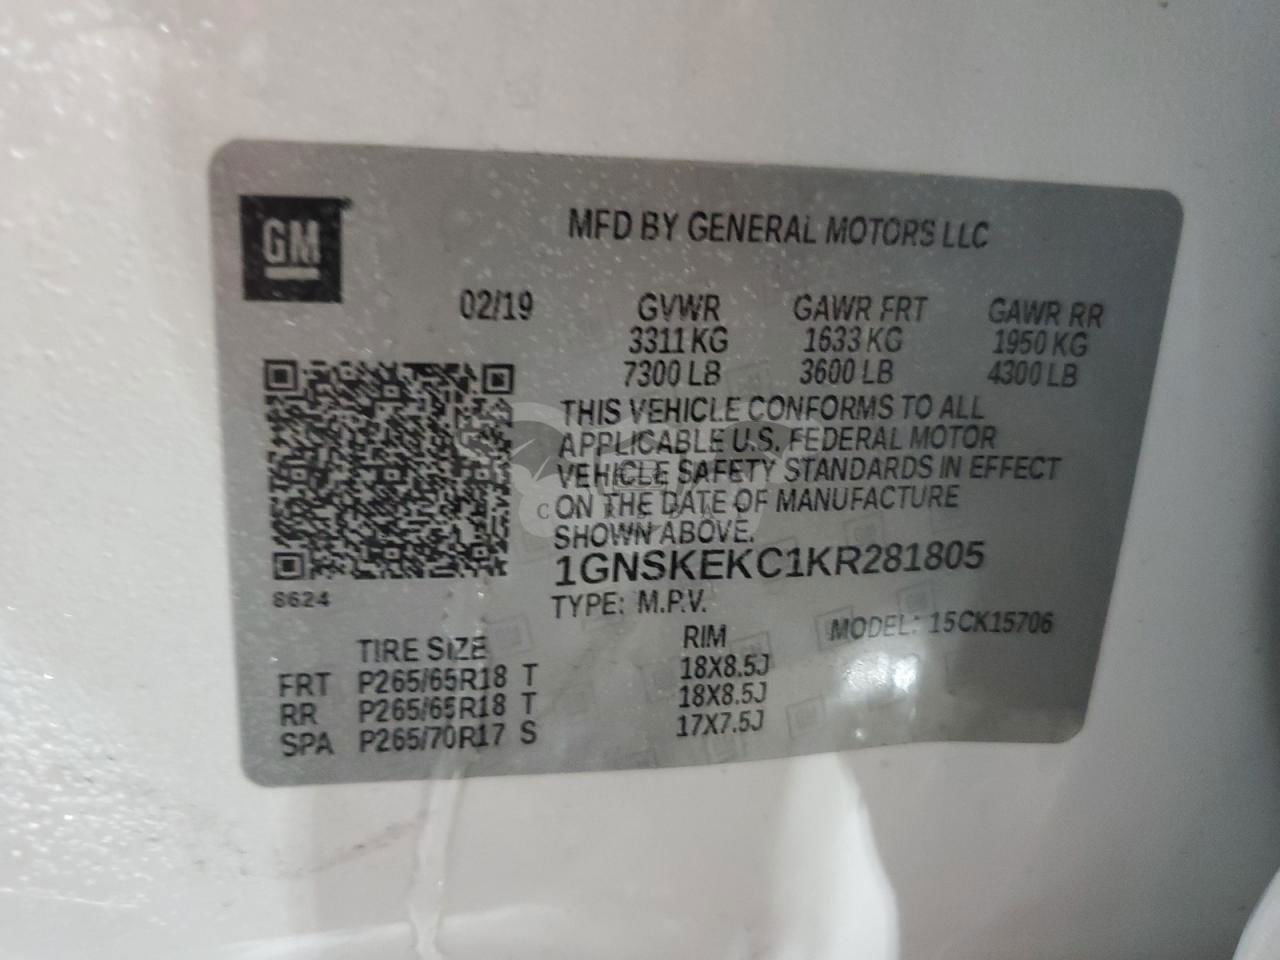 GM
MFD BY GENERAL MOTORS LLC
02/19 GVWR GAWR FRT GAWR RR
3311 KG 1633 KG 1950 KG
7300 LB 3600 LB 4300 LB
THIS VEHICLE CONFORMS TO ALL
APPLICABLE U.S. FEDERAL MOTOR
VEHICLE SAFETY STANDARDS IN EFFECT
ON THE DATE OF MANUFACTURE
SHOWN ABOVE.
1GNSKEKC1KR281805
8624
TYPE: M.P.V.
MODEL: 15CK15706
TIRE SIZE RIM
FRT P265/65R18 T 18X8.5J
RR P265/65R18 T 18X8.5J
SPA P265/70R17 S 17X7.5J